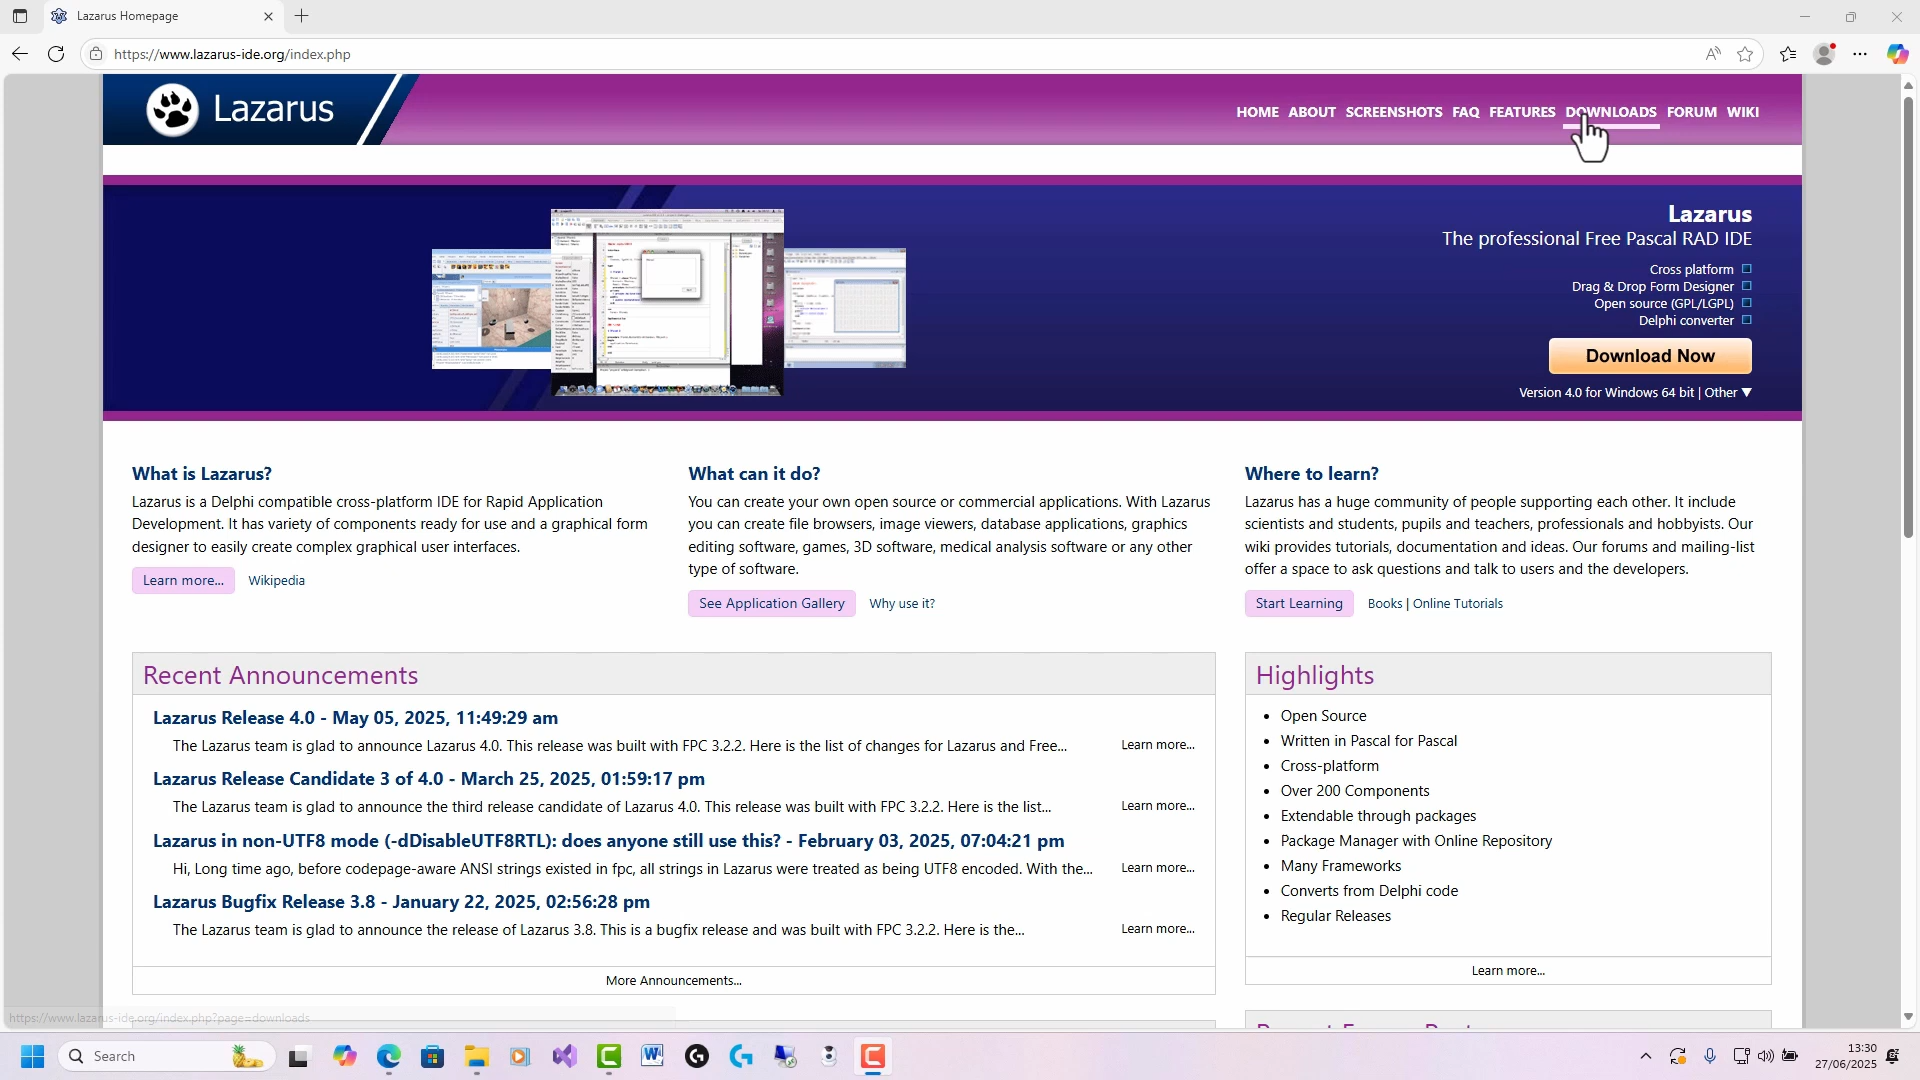 Lazarus Homepage
https://www.lazarus-ide.org/index.php
Lazarus
HOME ABOUT SCREENSHOTS FAQ FEATURES DOWNLOADS FORUM WIKI
Lazarus
The professional Free Pascal RAD IDE
Cross platform
Drag & Drop Form Designer
Open source (GPL/LGPL)
Delphi converter
Download Now
Version 4.0 for Windows 64 bit | Other ▼
What is Lazarus?
Lazarus is a Delphi compatible cross-platform IDE for Rapid Application
Development. It has variety of components ready for use and a graphical form
designer to easily create complex graphical user interfaces.
Learn more... Wikipedia
What can it do?
You can create your own open source or commercial applications. With Lazarus
you can create file browsers, image viewers, database applications, graphics
editing software, games, 3D software, medical analysis software or any other
type of software.
See Application Gallery Why use it?
Where to learn?
Lazarus has a huge community of people supporting each other. It include
scientists and students, pupils and teachers, professionals and hobbyists. Our
wiki provides tutorials, documentation and ideas. Our forums and mailing-list
offer a space to ask questions and talk to users and the developers.
Start Learning Books | Online Tutorials
Recent Announcements
Lazarus Release 4.0 - May 05, 2025, 11:49:29 am
The Lazarus team is glad to announce Lazarus 4.0. This release was built with FPC 3.2.2. Here is the list of changes for Lazarus and Free... Learn more...
Lazarus Release Candidate 3 of 4.0 - March 25, 2025, 01:59:17 pm
The Lazarus team is glad to announce the third release candidate of Lazarus 4.0. This release was built with FPC 3.2.2. Here is the list... Learn more...
Lazarus in non-UTF8 mode (-dDisableUTF8RTL): does anyone still use this? - February 03, 2025, 07:04:21 pm
Hi, Long time ago, before codepage-aware ANSI strings existed in fpc, all strings in Lazarus were treated as being UTF8 encoded. With the... Learn more...
Lazarus Bugfix Release 3.8 - January 22, 2025, 02:56:28 pm
The Lazarus team is glad to announce the release of Lazarus 3.8. This is a bugfix release and was built with FPC 3.2.2. Here is the... Learn more...
More Announcements...
Highlights
Open Source
Written in Pascal for Pascal
Cross-platform
Over 200 Components
Extendable through packages
Package Manager with Online Repository
Many Frameworks
Converts from Delphi code
Regular Releases
Learn more...
https://www.lazarus-ide.org/index.php?page=downloads
Search
13:30
27/06/2025